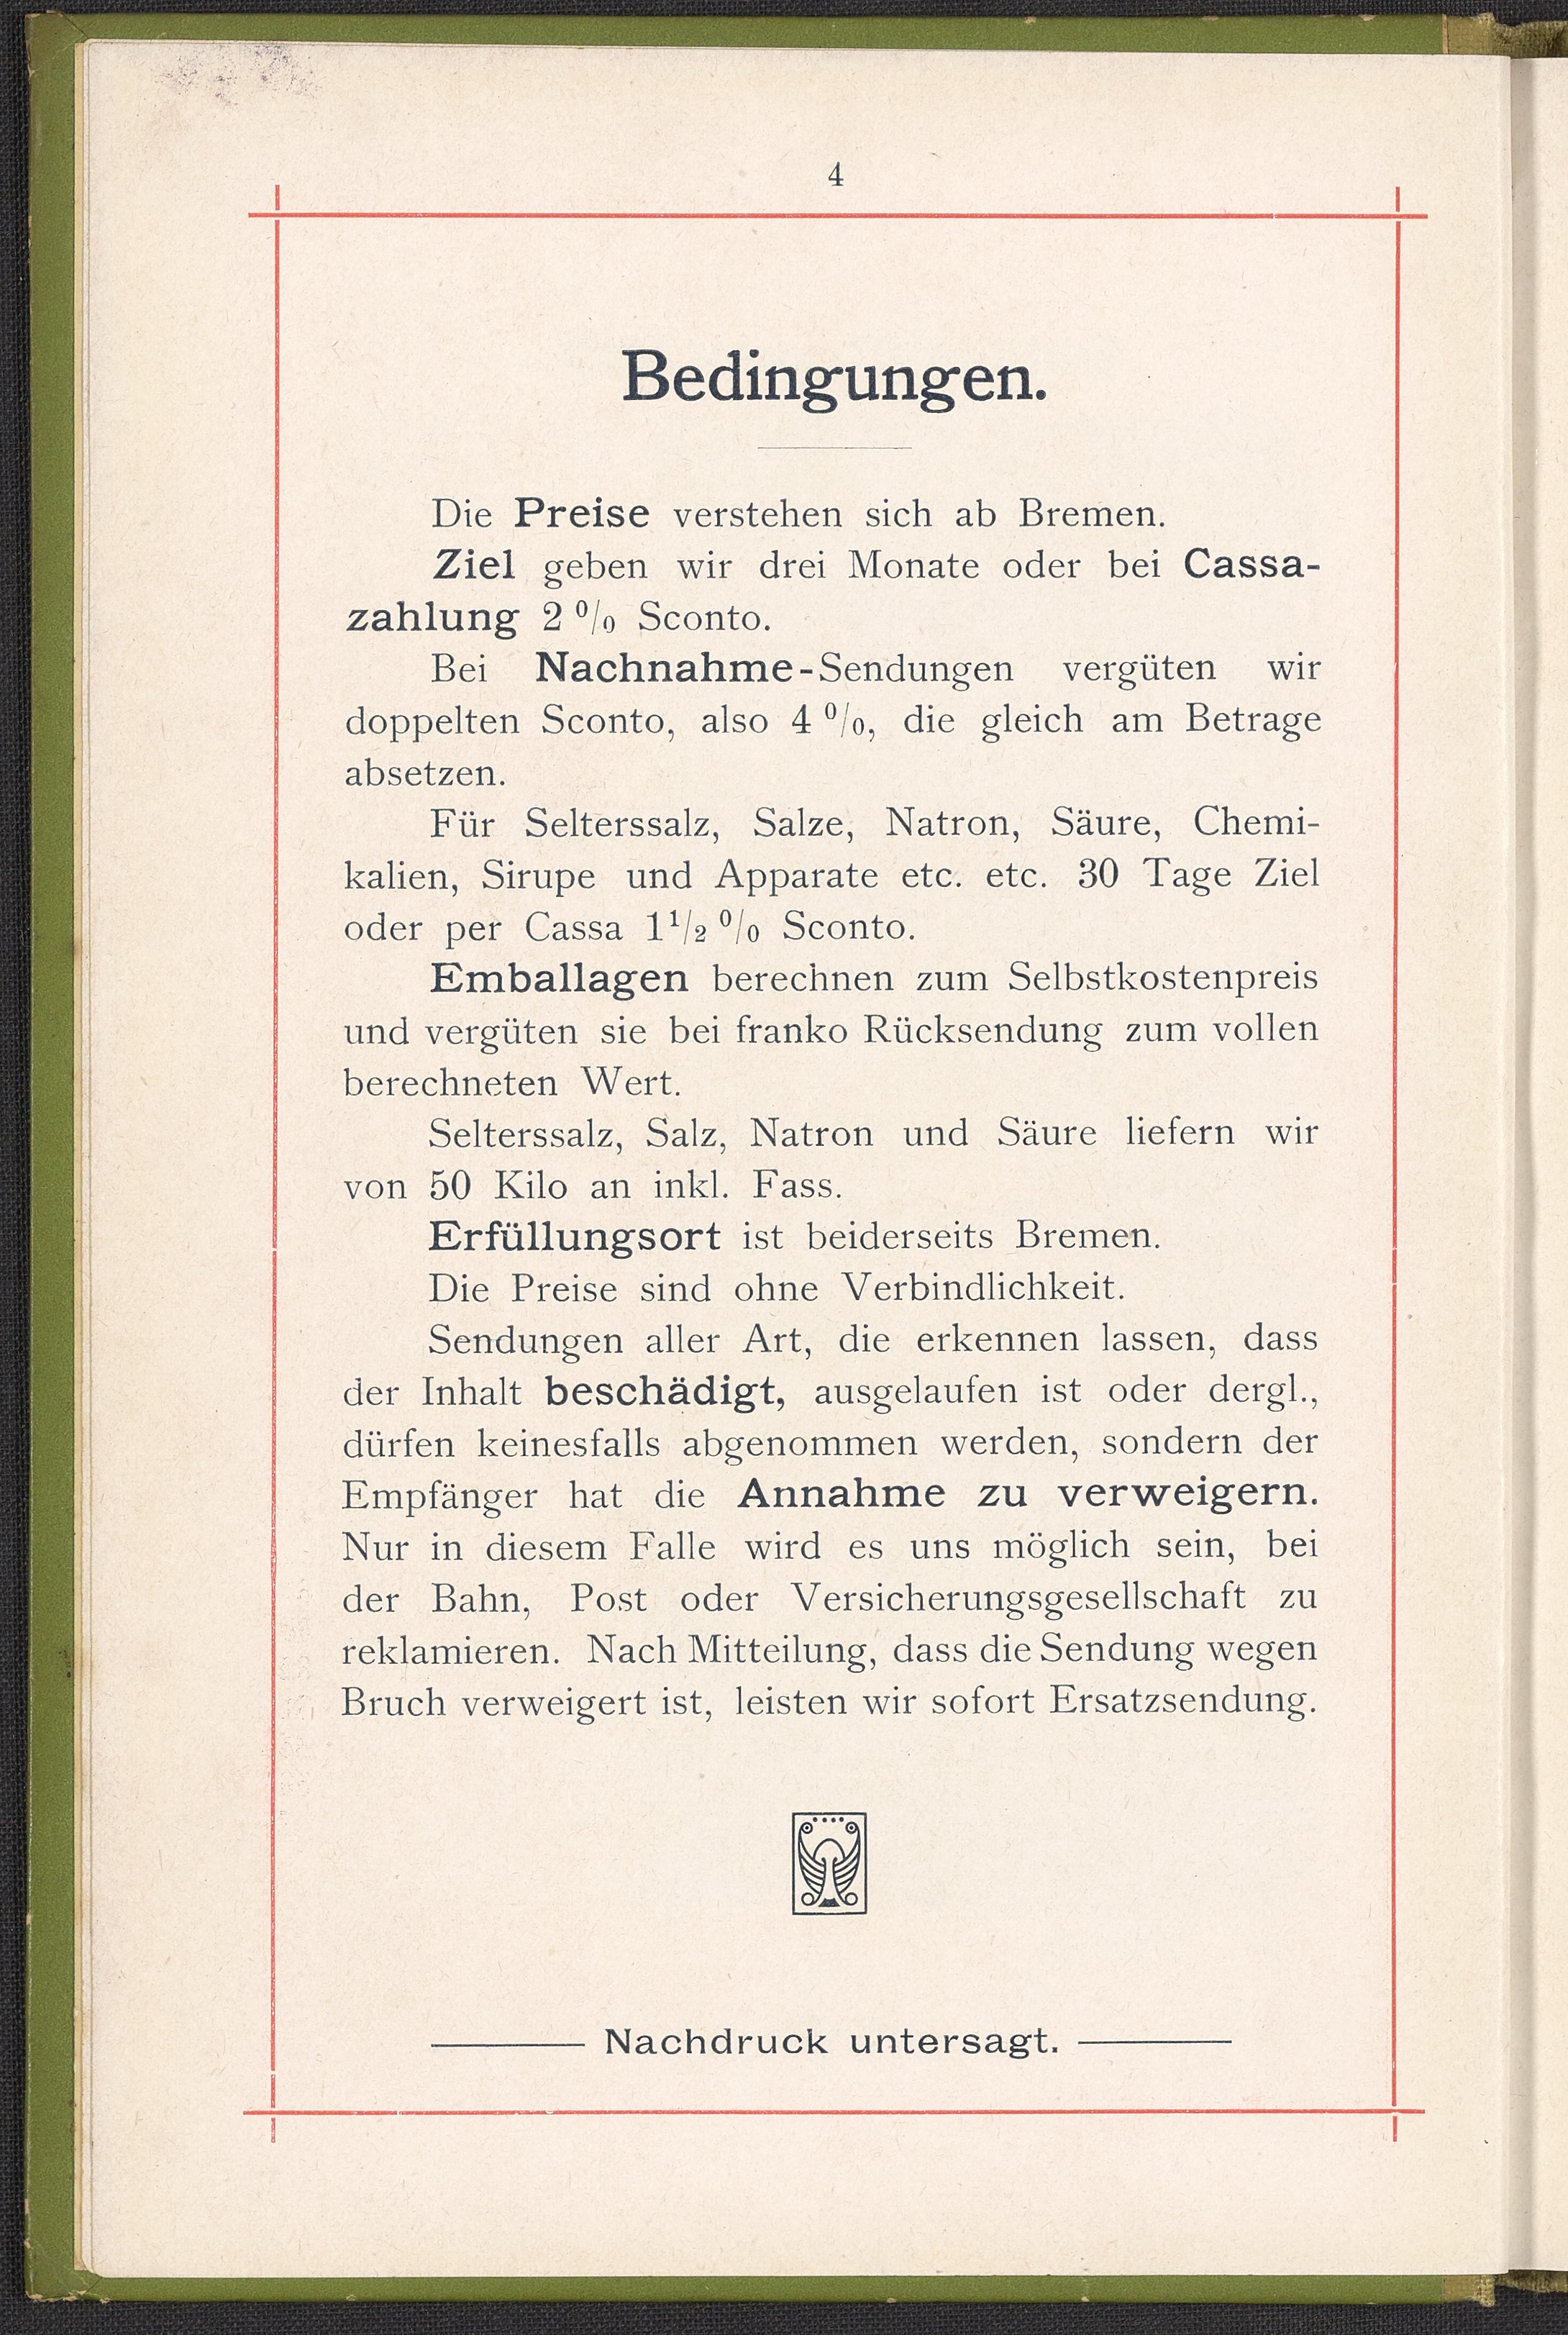 4
Bedingungen.
Die Preise verstehen sich ab Bremen.
Ziel geben wir drei Monate oder bei Cassa-
zahlung 2 % Sconto.
Bei Nachnahme-Sendungen vergüten wir
doppelten Sconto, also 4 %, die gleich am Betrage
absetzen.
Für Selterssalz, Salze, Natron, Säure, Chemi-
kalien, Sirupe und Apparate etc. etc. 30 Tage Ziel
oder per Cassa 1 1/2 % Sconto.
Emballagen berechnen zum Selbstkostenpreis
und vergüten sie bei franko Rücksendung zum vollen
berechneten Wert.
Selterssalz, Salz, Natron und Säure liefern wir
von 50 Kilo an inkl. Fass.
Erfüllungsort ist beiderseits Bremen.
Die Preise sind ohne Verbindlichkeit.
Sendungen aller Art, die erkennen lassen, dass
der Inhalt beschädigt, ausgelaufen ist oder dergl.,
dürfen keinesfalls abgenommen werden, sondern der
Empfänger hat die Annahme zu verweigern.
Nur in diesem Falle wird es uns möglich sein, bei
der Bahn, Post oder Versicherungsgesellschaft zu
reklamieren. Nach Mitteilung, dass die Sendung wegen
Bruch verweigert ist, leisten wir sofort Ersatzsendung.
Nachdruck untersagt.